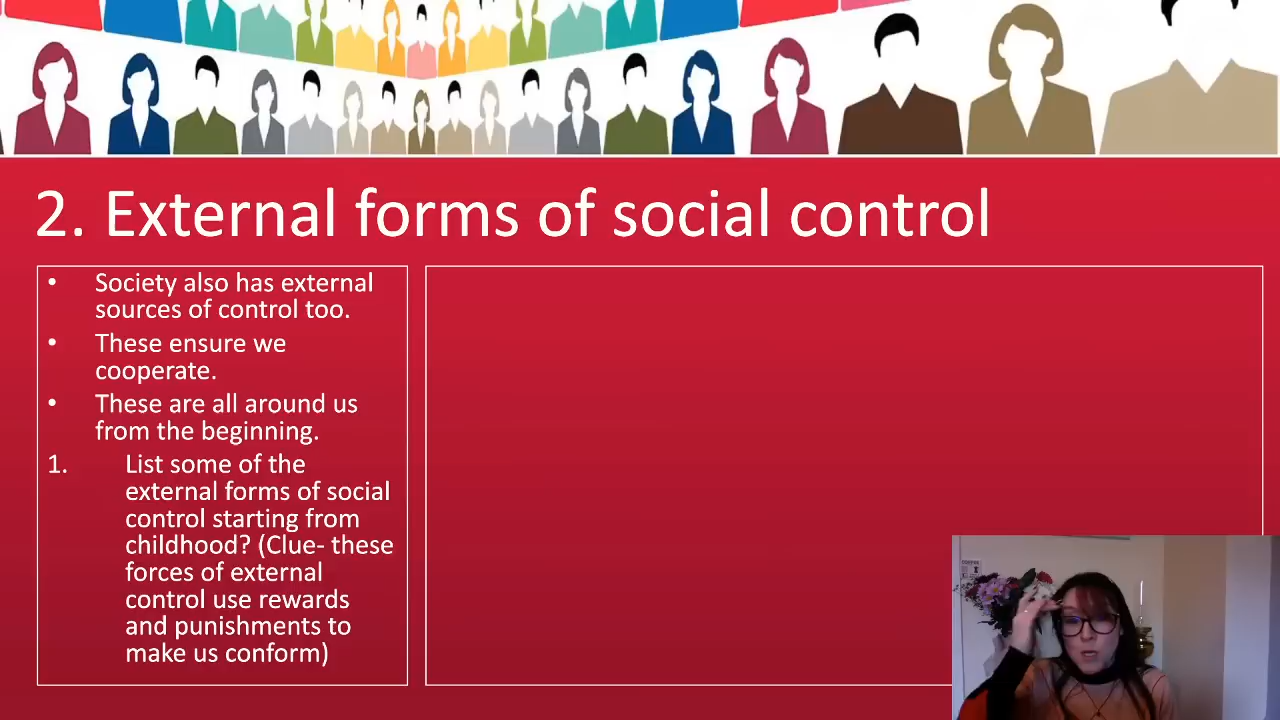 2. External forms of social control
• Society also has external
sources of control too.
• These ensure we
cooperate.
• These are all around us
from the beginning.
1. List some of the
external forms of social
control starting from
childhood? (Clue- these
forces of external
control use rewards
and punishments to
make us conform)